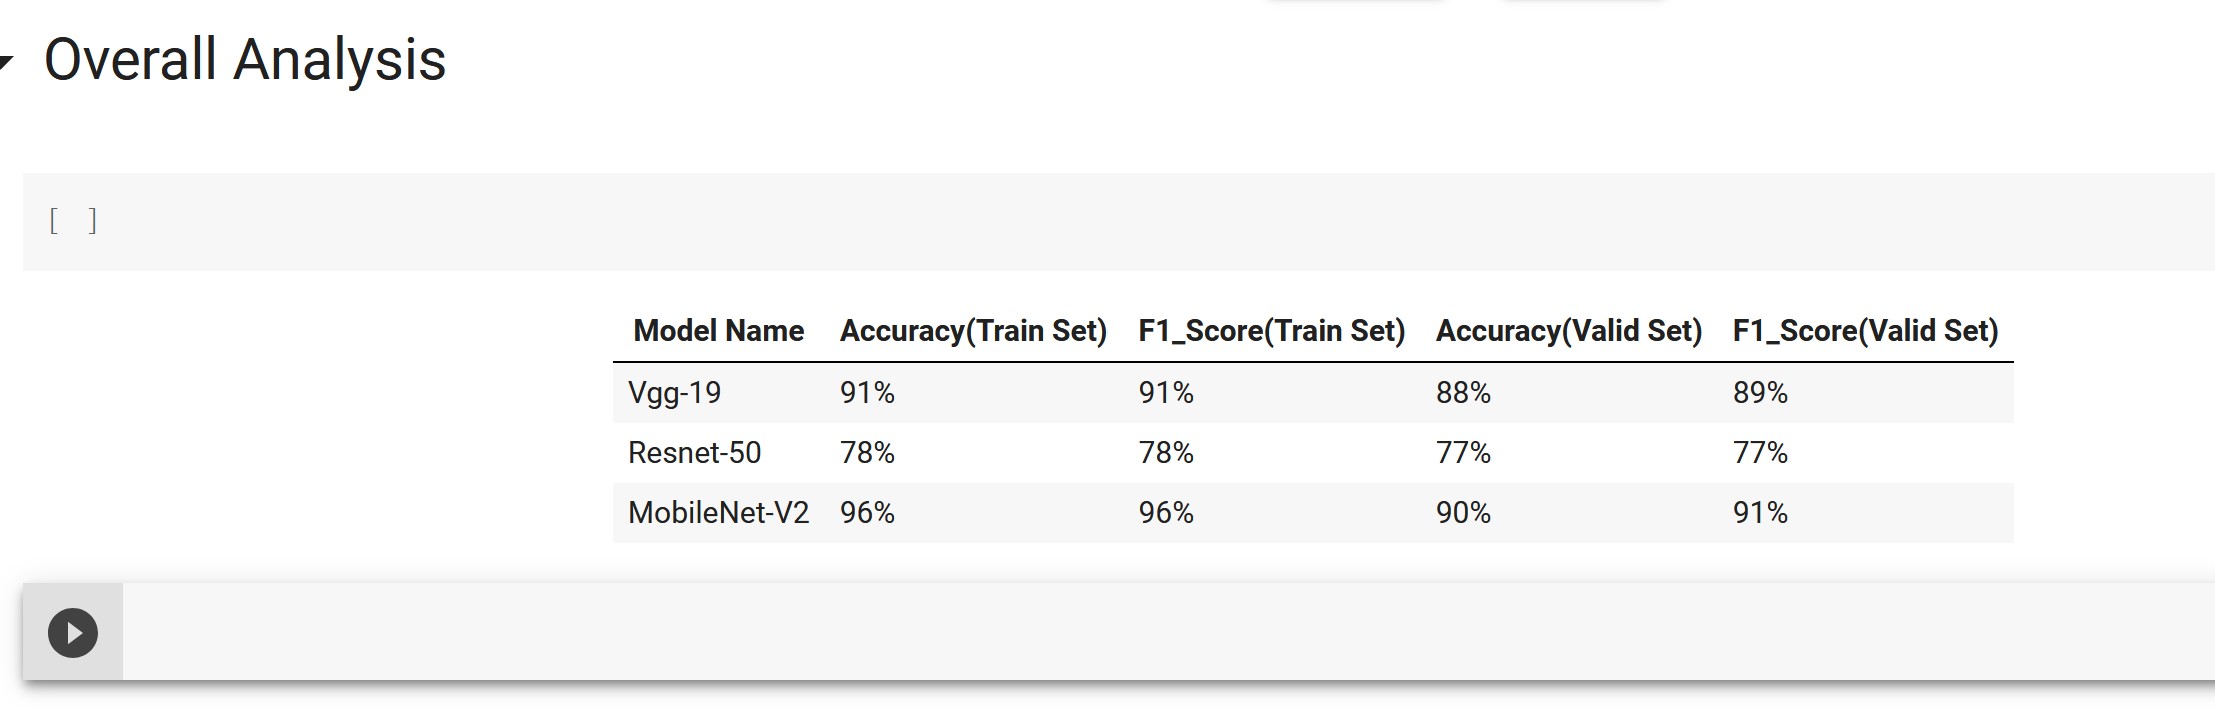 Overall Analysis
[ ]
Model Name Accuracy(Train Set) F1_Score(Train Set) Accuracy(Valid Set) F1_Score(Valid Set)
Vgg-19 91% 91% 88% 89%
Resnet-50 78% 78% 77% 77%
MobileNet-V2 96% 96% 90% 91%